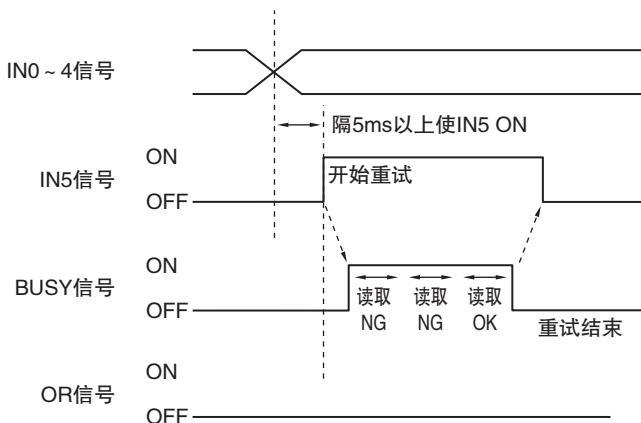 IN0 ~ 4信号
隔5ms以上使IN5 ON
ON
IN5信号
开始重试
OFF
ON
BUSY信号
读取 读取 读取
NG NG OK
OFF
重试结束
ON
OR信号
OFF